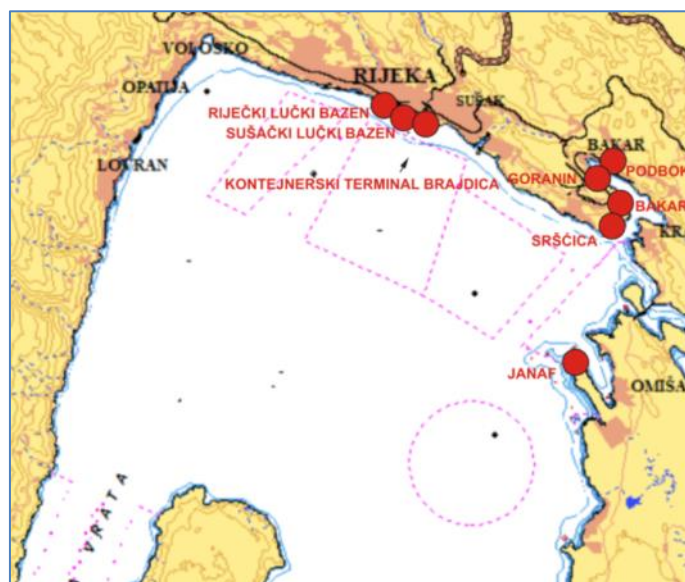 VOLOSKO
RIJEKA
OPATIJA
SUŠAK
RIJEČKI LUČKI BAZEN
SUŠAČKI LUČKI BAZEN
BAKAR
LOVRAN
PODBOK
GORANIN
KONTEJNERSKI TERMINAL BRAJDICA
BAKAR
SRŠĆICA
KRA
JANAF
OMIŠA
VRATA